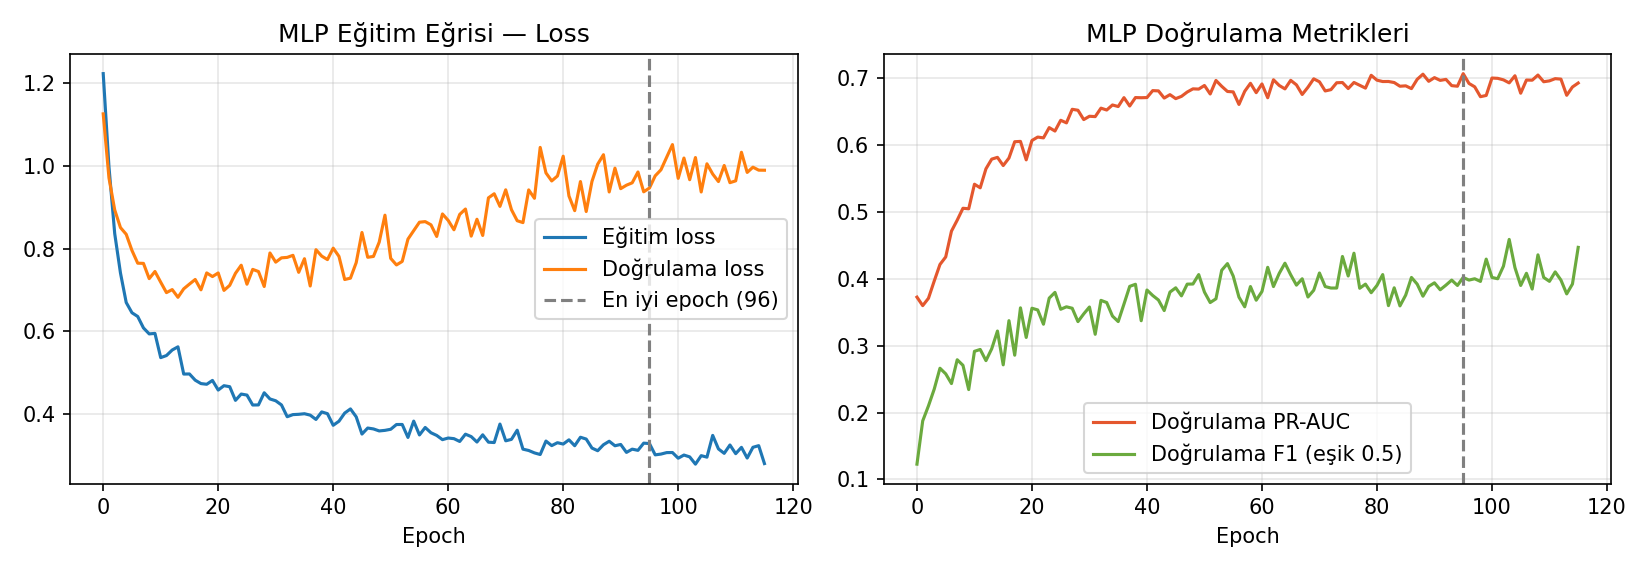 MLP Eğitim Eğrisi — Loss
1.2
1.0
0.8
0.6
0.4
Eğitim loss
Doğrulama loss
En iyi epoch (96)
0 20 40 60 80 100 120
Epoch
MLP Doğrulama Metrikleri
0.7
0.6
0.5
0.4
0.3
0.2
0.1
Doğrulama PR-AUC
Doğrulama F1 (eşik 0.5)
0 20 40 60 80 100 120
Epoch